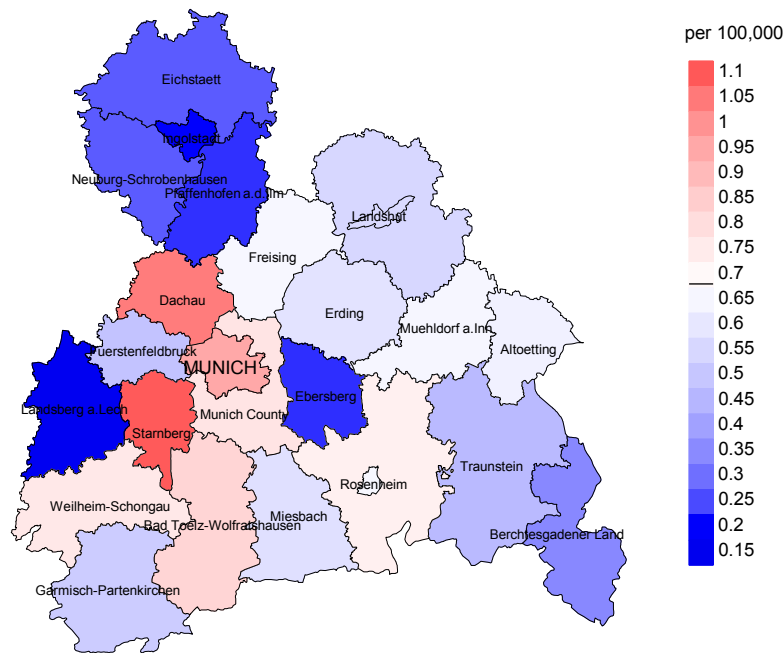 per 100,000
1.1
1.05
1
0.95
0.9
0.85
0.8
0.75
0.7
0.65
0.6
0.55
0.5
0.45
0.4
0.35
0.3
0.25
0.2
0.15
Eichstaett
Ingolstadt
Neuburg-Schrobenhausen
Pfaffenhofen a.d.Ilm
Landshut
Freising
Dachau
Erding
Muehldorf a.Inn
Altoetting
Fuerstenfeldbruck
MUNICH
Ebersberg
Landsberg a.Lech
Munich County
Starnberg
Traunstein
Rosenheim
Weilheim-Schongau
Miesbach
Bad Toelz-Wolfratshausen
Berchtesgadener Land
Garmisch-Partenkirchen